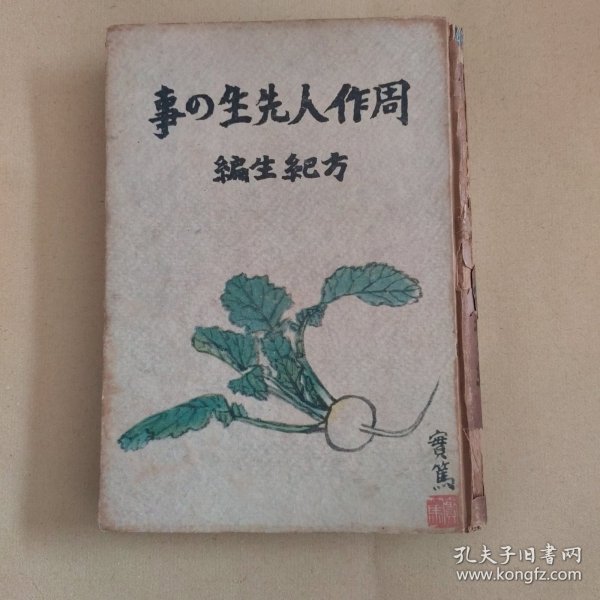 周作人先生の事
方紀生編
實篤
孔夫子旧书网
www.kongfz.com